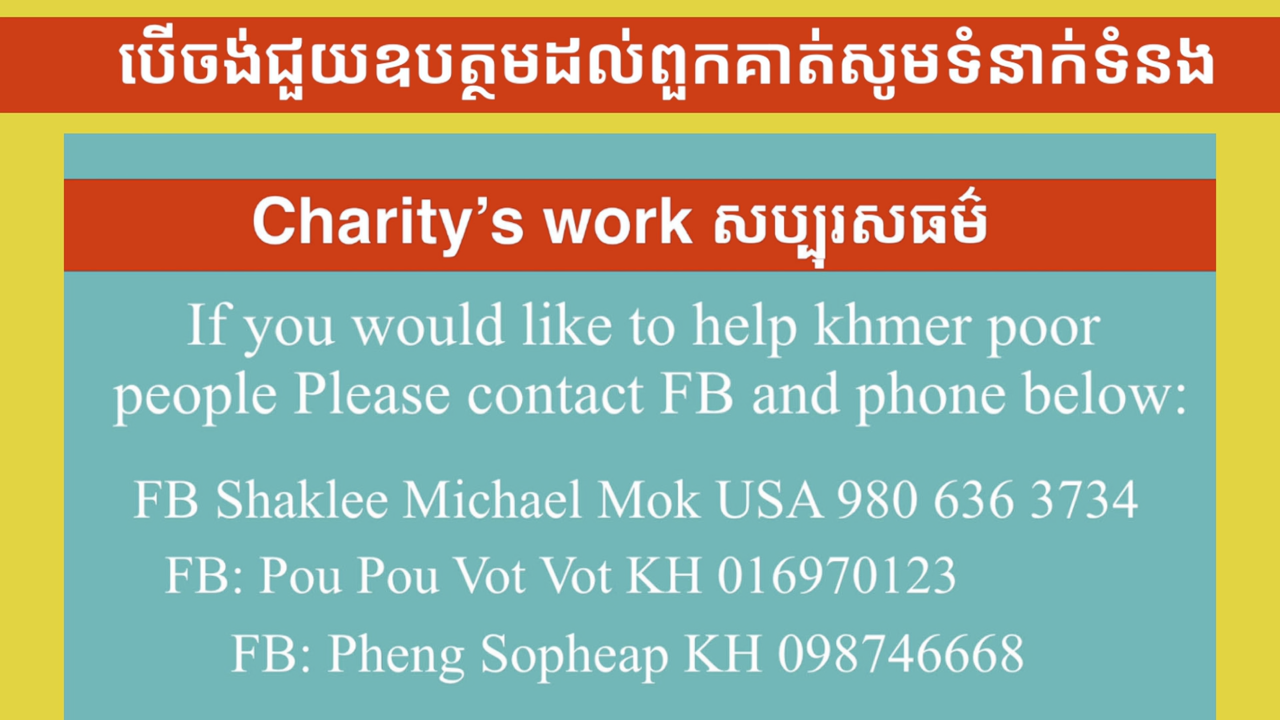 បើចង់ជួយឧបត្ថមដល់ពួកគាត់សូមទំនាក់ទំនង
Charity’s work សប្បុរសធម៌
If you would like to help khmer poor
people Please contact FB and phone below:
FB Shaklee Michael Mok USA 980 636 3734
FB: Pou Pou Vot Vot KH 016970123
FB: Pheng Sopheap KH 098746668